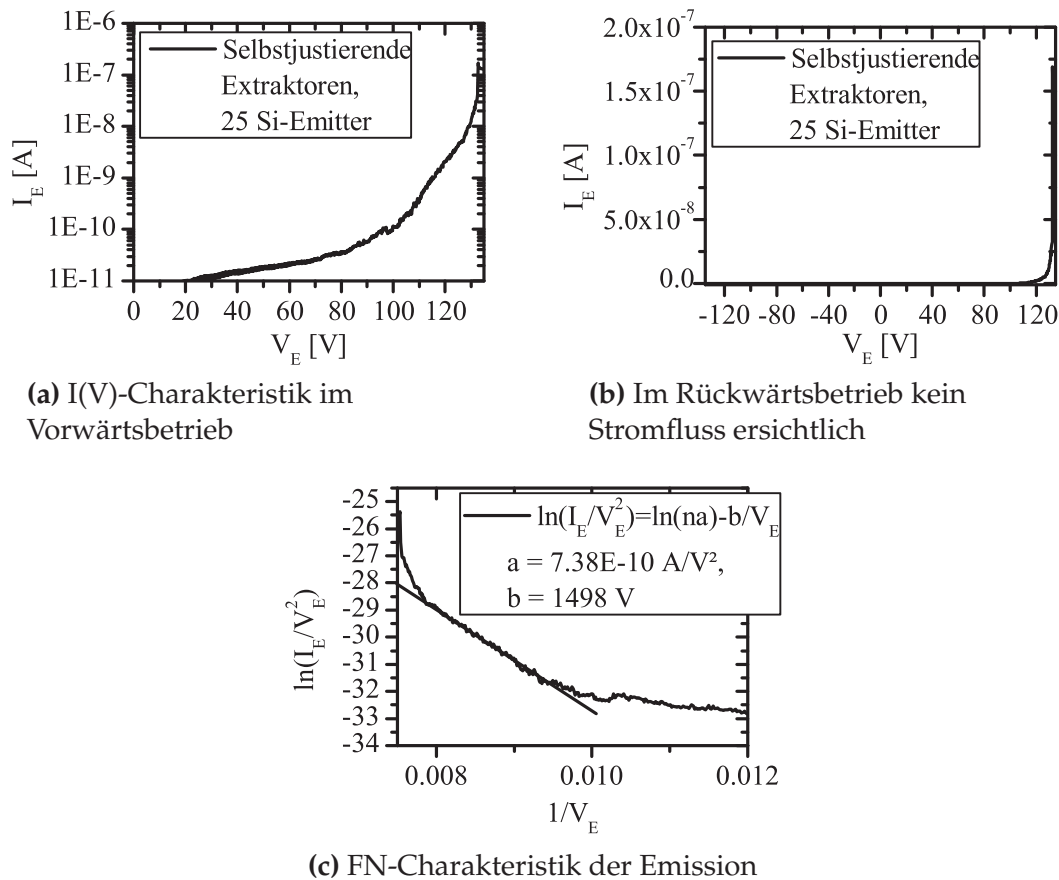 1E-6
1E-7
1E-8
1E-9
1E-10
1E-11
I_E [A]
Selbstjustierende
Extraktoren,
25 Si-Emitter
0 20 40 60 80 100 120
V_E [V]
(a) I(V)-Charakteristik im
Vorwärtsbetrieb
2.0x10⁻⁷
1.5x10⁻⁷
1.0x10⁻⁷
5.0x10⁻⁸
0.0
I_E [A]
Selbstjustierende
Extraktoren,
25 Si-Emitter
-120 -80 -40 0 40 80 120
V_E [V]
(b) Im Rückwärtsbetrieb kein
Stromfluss ersichtlich
-25
-26
-27
-28
-29
-30
-31
-32
-33
-34
ln(I_E/V_E²)
ln(I_E/V_E²)=ln(na)-b/V_E
a = 7.38E-10 A/V²,
b = 1498 V
0.008 0.010 0.012
1/V_E
(c) FN-Charakteristik der Emission